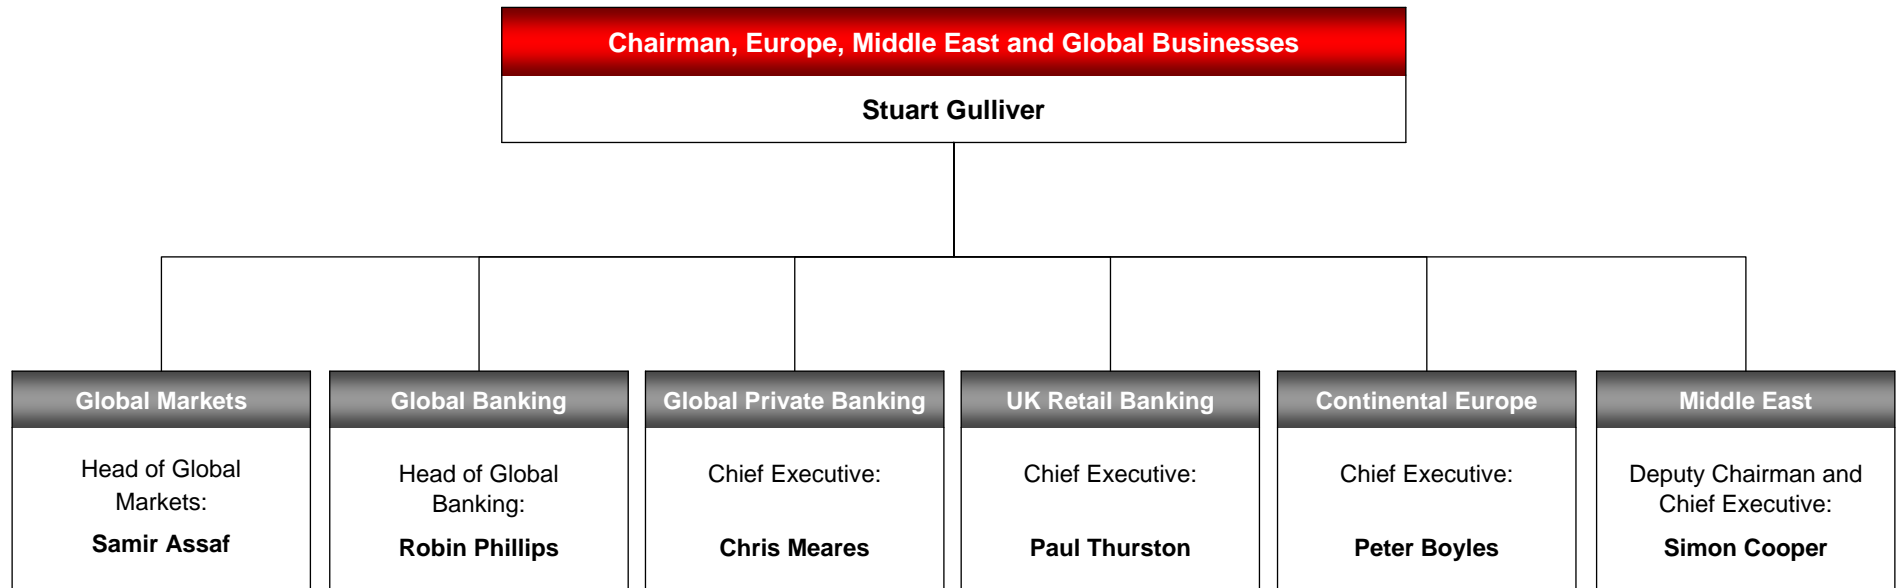 Chairman, Europe, Middle East and Global Businesses
Stuart Gulliver
Global Markets
Head of Global
Markets:
Samir Assaf
Global Banking
Head of Global
Banking:
Robin Phillips
Global Private Banking
Chief Executive:
Chris Meares
UK Retail Banking
Chief Executive:
Paul Thurston
Continental Europe
Chief Executive:
Peter Boyles
Middle East
Deputy Chairman and
Chief Executive:
Simon Cooper